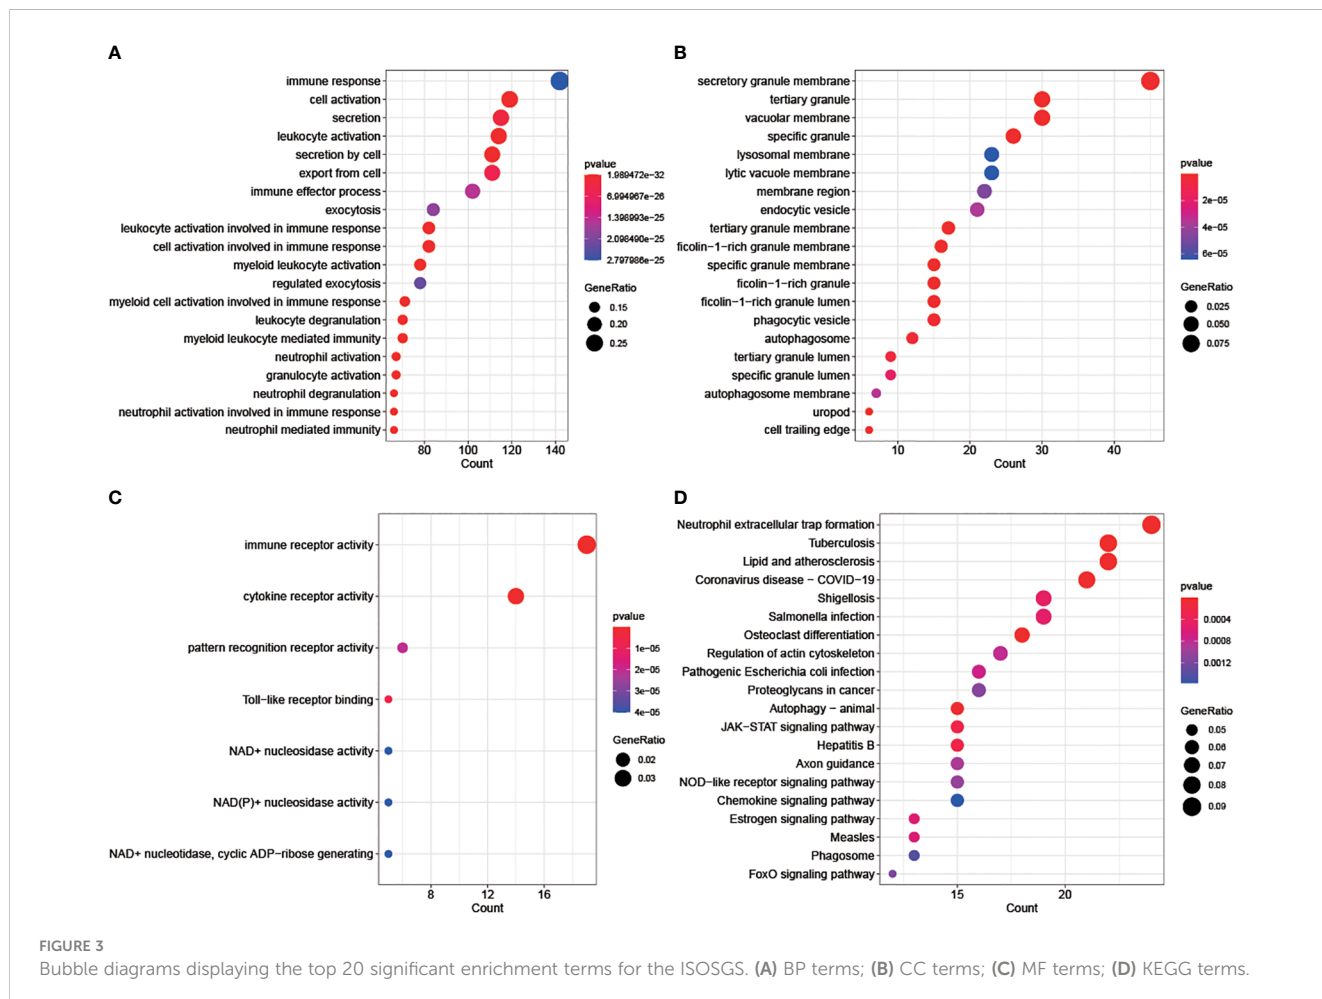 A
immune response
cell activation
secretion
leukocyte activation
secretion by cell
export from cell
immune effector process
exocytosis
leukocyte activation involved in immune response
cell activation involved in immune response
myeloid leukocyte activation
regulated exocytosis
myeloid cell activation involved in immune response
leukocyte degranulation
myeloid leukocyte mediated immunity
neutrophil activation
granulocyte activation
neutrophil degranulation
neutrophil activation involved in immune response
neutrophil mediated immunity
80 100 120 140
Count
pvalue
1.989472e−32
6.994967e−26
1.398993e−25
2.098490e−25
2.797986e−25
GeneRatio
0.15
0.20
0.25
B
secretory granule membrane
tertiary granule
vacuolar membrane
specific granule
lysosomal membrane
lytic vacuole membrane
membrane region
endocytic vesicle
tertiary granule membrane
ficolin−1−rich granule membrane
specific granule membrane
ficolin−1−rich granule
ficolin−1−rich granule lumen
phagocytic vesicle
autophagosome
tertiary granule lumen
specific granule lumen
autophagosome membrane
uropod
cell trailing edge
10 20 30 40
Count
pvalue
2e−05
4e−05
6e−05
GeneRatio
0.025
0.050
0.075
C
immune receptor activity
cytokine receptor activity
pattern recognition receptor activity
Toll−like receptor binding
NAD+ nucleosidase activity
NAD(P)+ nucleosidase activity
NAD+ nucleotidase, cyclic ADP−ribose generating
8 12 16
Count
pvalue
1e−05
2e−05
3e−05
4e−05
GeneRatio
0.02
0.03
D
Neutrophil extracellular trap formation
Tuberculosis
Lipid and atherosclerosis
Coronavirus disease − COVID−19
Shigellosis
Salmonella infection
Osteoclast differentiation
Regulation of actin cytoskeleton
Pathogenic Escherichia coli infection
Proteoglycans in cancer
Autophagy − animal
JAK−STAT signaling pathway
Hepatitis B
Axon guidance
NOD−like receptor signaling pathway
Chemokine signaling pathway
Estrogen signaling pathway
Measles
Phagosome
FoxO signaling pathway
15 20
Count
pvalue
0.0004
0.0008
0.0012
GeneRatio
0.05
0.06
0.07
0.08
0.09
FIGURE 3
Bubble diagrams displaying the top 20 significant enrichment terms for the ISOSGS. (A) BP terms; (B) CC terms; (C) MF terms; (D) KEGG terms.